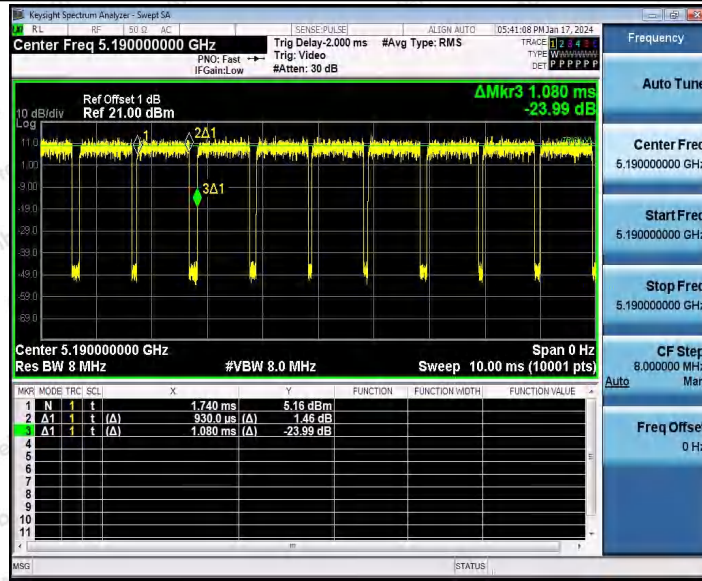 Keysight Spectrum Analyzer - Swept SA
RL RF 50 Ω AC SENSE:PULSE ALIGN AUTO 05:41:08 PM Jan 17, 2024
Center Freq 5.190000000 GHz
PNO: Fast
IFGain:Low
Trig Delay-2.000 ms
Trig: Video
#Atten: 30 dB
#Avg Type: RMS
TRACE 1 2 3 4 5 6
TYPE WWWWWW
DET P P P P P P
ΔMkr3 1.080 ms
-23.99 dB
Ref Offset 1 dB
10 dB/div Ref 21.00 dBm
Log
11.0
1.00
-9.00
-19.0
-29.0
-39.0
-49.0
-59.0
-69.0
1
2Δ1
3Δ1
Center 5.190000000 GHz Span 0 Hz
Res BW 8 MHz #VBW 8.0 MHz Sweep 10.00 ms (10001 pts)
MKR MODE TRC SCL X Y FUNCTION FUNCTION WIDTH FUNCTION VALUE
1 N 1 t 1.740 ms 5.16 dBm
2 Δ1 1 t (Δ) 930.0 µs (Δ) 1.46 dB
3 Δ1 1 t (Δ) 1.080 ms (Δ) -23.99 dB
4
5
6
7
8
9
10
11
MSG STATUS
Frequency
Auto Tune
Center Freq
5.190000000 GHz
Start Freq
5.190000000 GHz
Stop Freq
5.190000000 GHz
CF Step
8.000000 MHz
Auto Man
Freq Offset
0 Hz